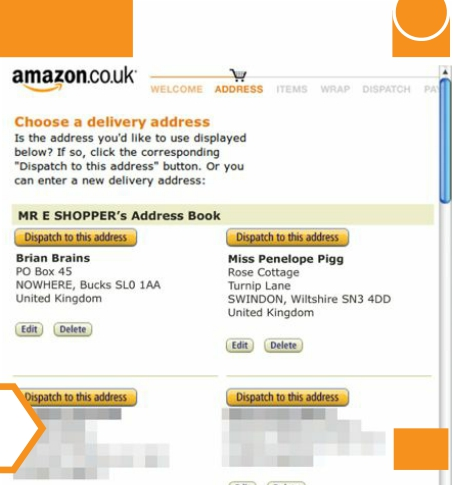 amazon.co.uk
WELCOME ADDRESS ITEMS WRAP DISPATCH
Choose a delivery address
Is the address you'd like to use displayed
below? If so, click the corresponding
"Dispatch to this address" button. Or you
can enter a new delivery address:
MR E SHOPPER's Address Book
Dispatch to this address
Brian Brains
PO Box 45
NOWHERE, Bucks SL0 1AA
United Kingdom
Edit Delete
Dispatch to this address
Miss Penelope Pigg
Rose Cottage
Turnip Lane
SWINDON, Wiltshire SN3 4DD
United Kingdom
Edit Delete
Dispatch to this address
Dispatch to this address